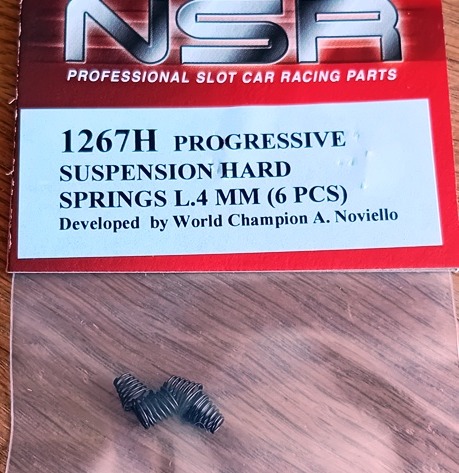 NSR
PROFESSIONAL SLOT CAR RACING PARTS
1267H PROGRESSIVE
SUSPENSION HARD
SPRINGS L.4 MM (6 PCS)
Developed by World Champion A. Noviello